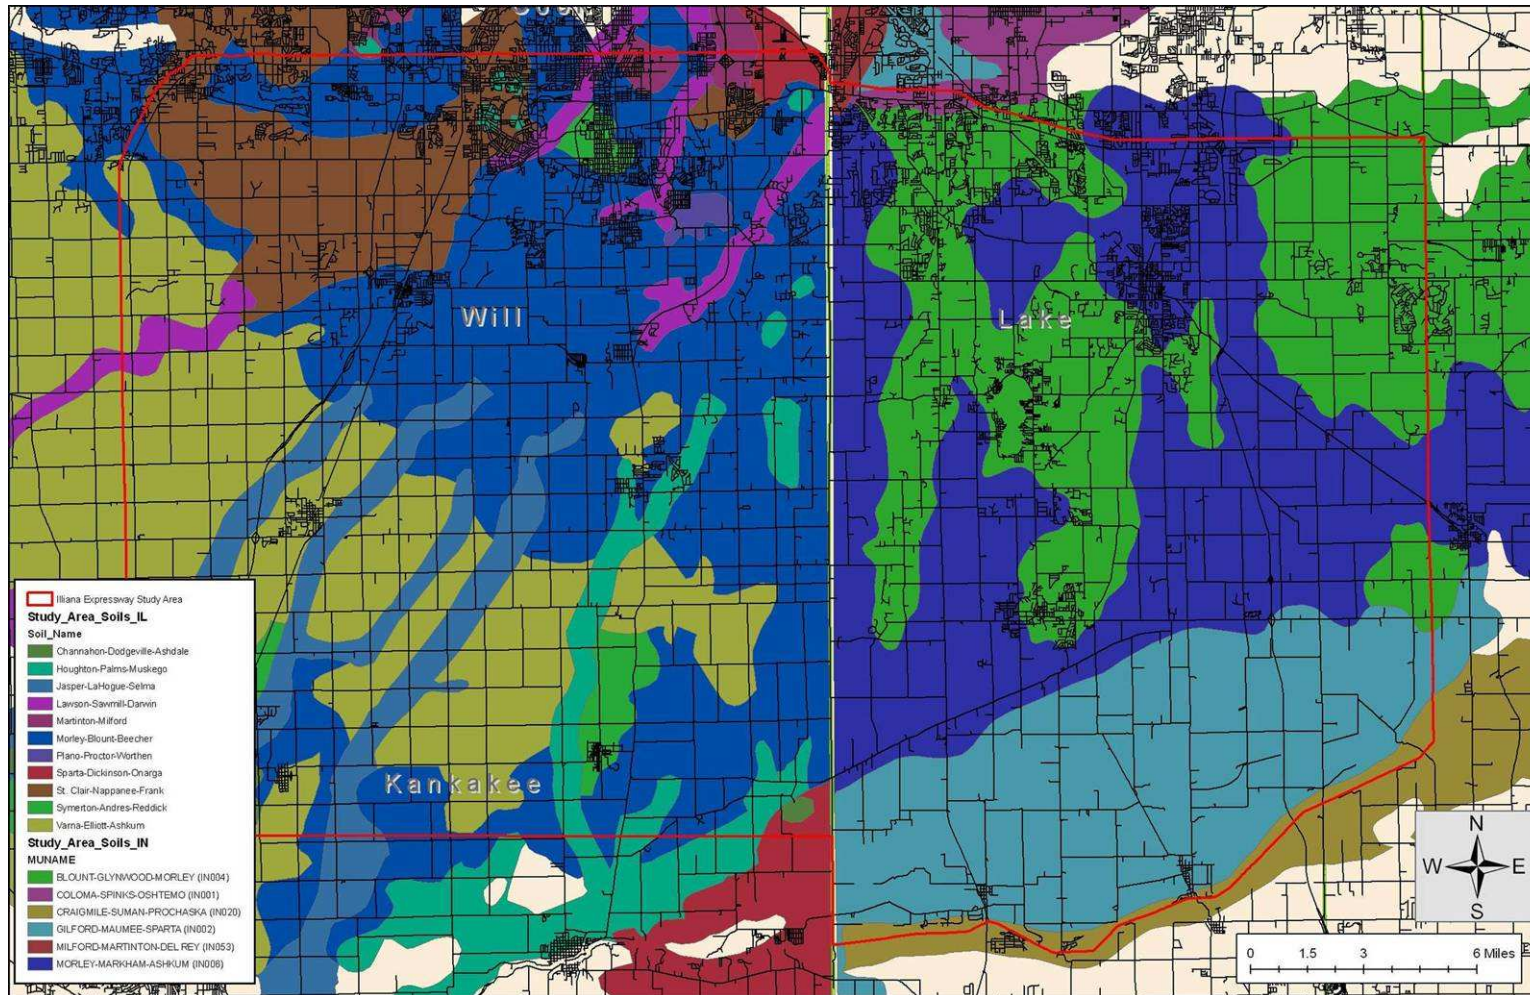 Will
Lake
Kankakee
Illiana Expressway Study Area
Study_Area_Soils_IL
Soil_Name
Channahon-Dodgeville-Ashdale
Houghton-Palms-Muskego
Jasper-LaHogue-Selma
Lawson-Sawmill-Darwin
Martinton-Milford
Morley-Blount-Beecher
Plano-Proctor-Worthen
Sparta-Dickinson-Onarga
St. Clair-Nappanee-Frank
Symerton-Andres-Reddick
Varna-Elliott-Ashkum
Study_Area_Soils_IN
MUNAME
BLOUNT-GLYNWOOD-MORLEY (IN004)
COLOMA-SPINKS-OSHTEMO (IN001)
CRAIGMILE-SUMAN-PROCHASKA (IN020)
GILFORD-MAUMEE-SPARTA (IN002)
MILFORD-MARTINTON-DEL REY (IN053)
MORLEY-MARKHAM-ASHKUM (IN006)
N
W E
S
0 1.5 3 6 Miles